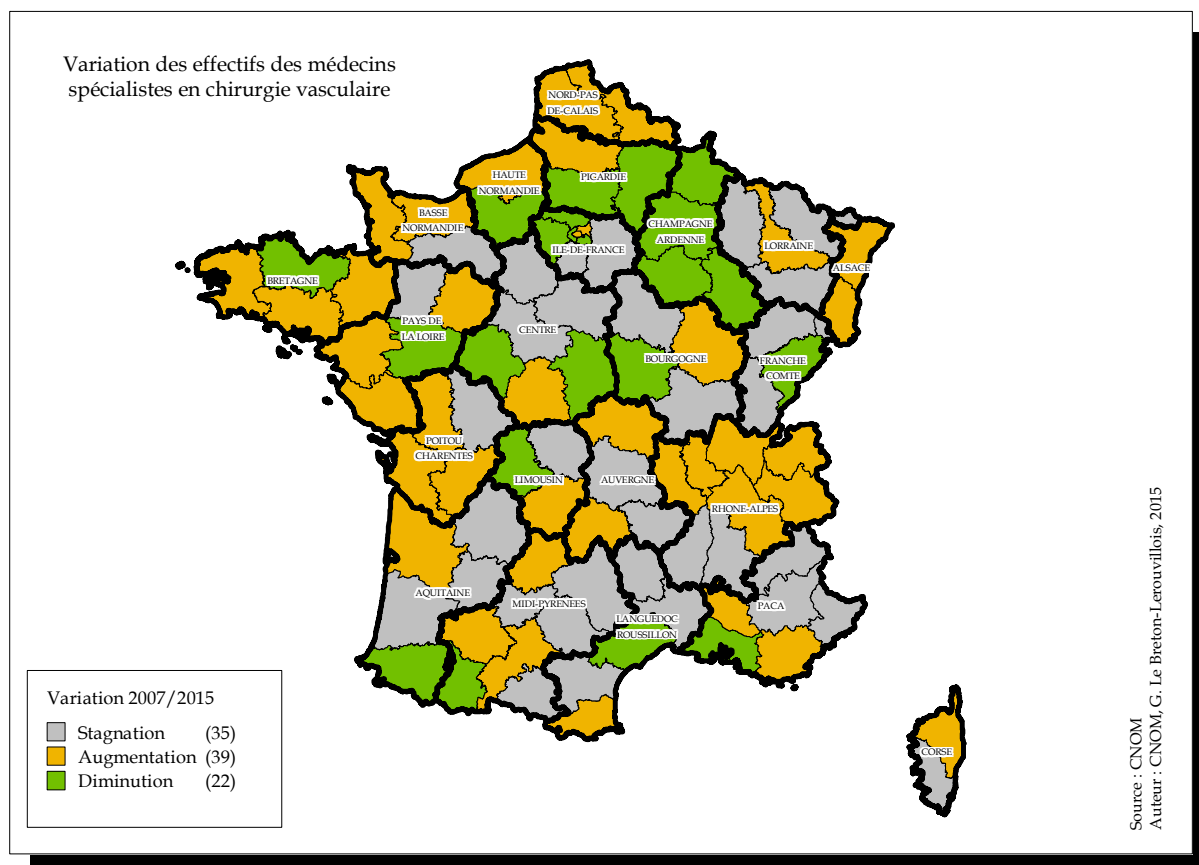 Variation des effectifs des médecins
spécialistes en chirurgie vasculaire
NORD-PAS
DE-CALAIS
HAUTE
NORMANDIE
PICARDIE
BASSE
NORMANDIE
ILE-DE-FRANCE
CHAMPAGNE
ARDENNE
LORRAINE
ALSACE
BRETAGNE
PAYS DE
LA LOIRE
CENTRE
BOURGOGNE
FRANCHE
COMTE
POITOU
CHARENTES
LIMOUSIN
AUVERGNE
RHONE-ALPES
AQUITAINE
MIDI-PYRENEES
LANGUEDOC
ROUSSILLON
PACA
CORSE
Variation 2007/2015
Stagnation (35)
Augmentation (39)
Diminution (22)
Source : CNOM
Auteur : CNOM, G. Le Breton-Lerouvillois, 2015